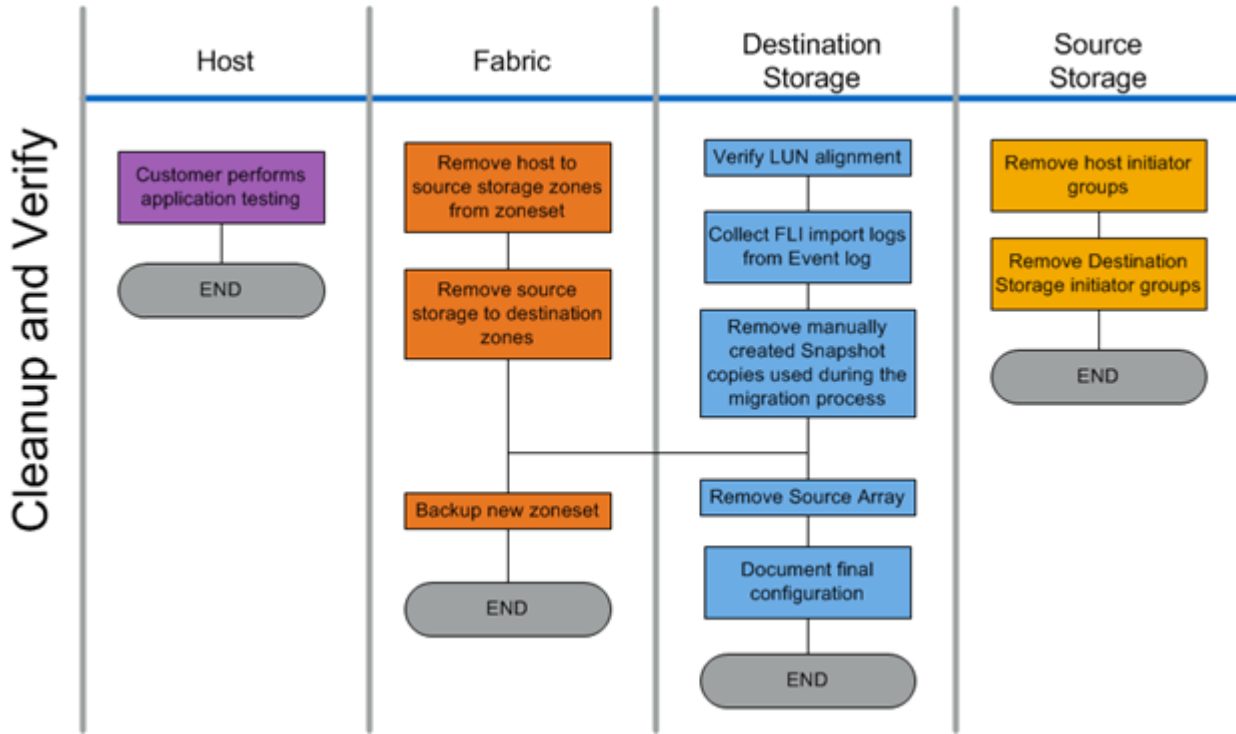 Cleanup and Verify
Host
Fabric
Destination
Storage
Source
Storage
Customer performs
application testing
END
Remove host to
source storage zones
from zoneset
Remove source
storage to destination
zones
Backup new zoneset
END
Verify LUN alignment
Collect FLI import logs
from Event log
Remove manually
created Snapshot
copies used during the
migration process
Remove Source Array
Document final
configuration
END
Remove host initiator
groups
Remove Destination
Storage initiator groups
END